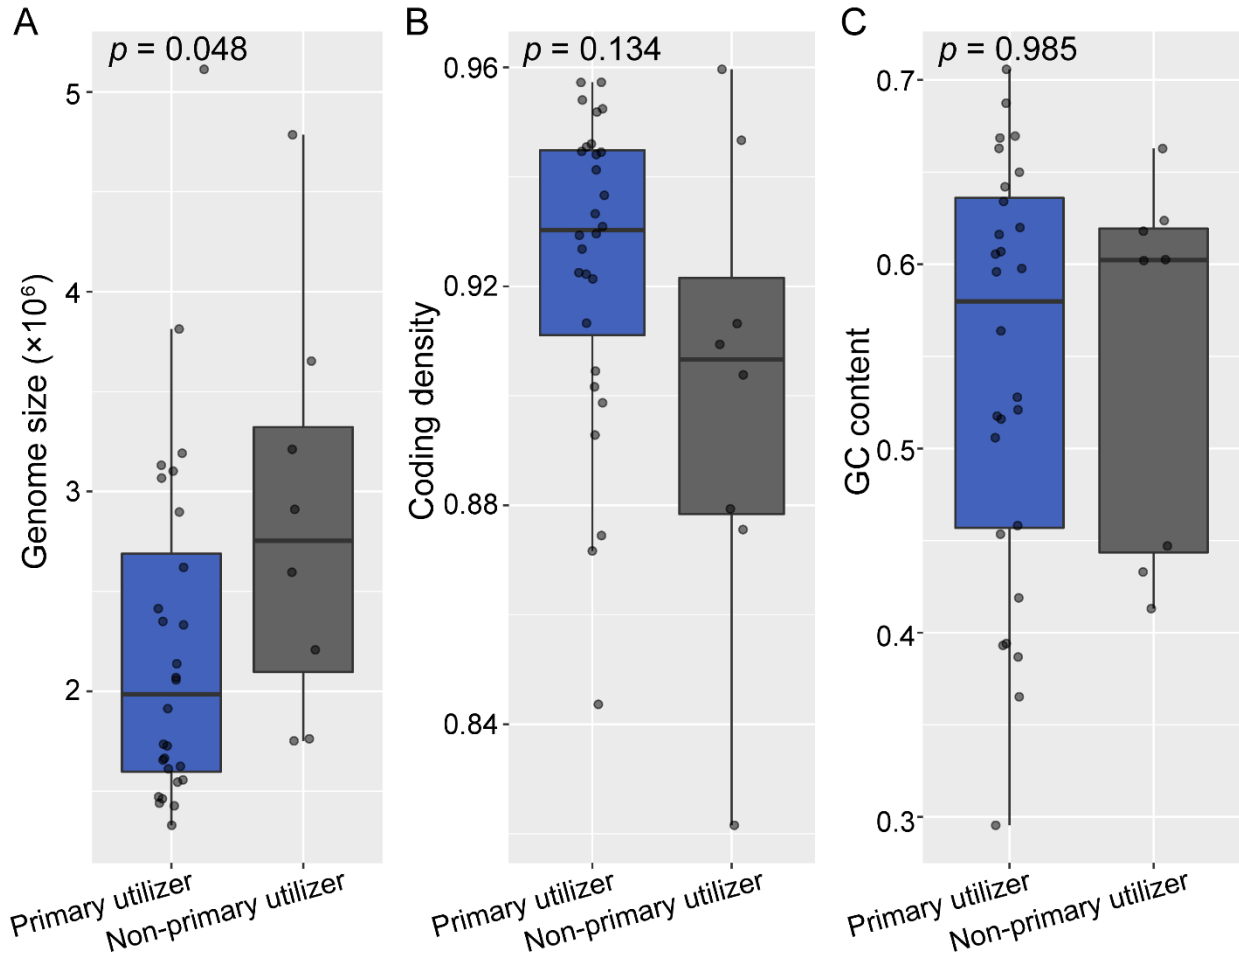 A
p = 0.048
Genome size (×10⁶)
5
4
3
2
Primary utilizer
Non-primary utilizer
B
p = 0.134
Coding density
0.96
0.92
0.88
0.84
Primary utilizer
Non-primary utilizer
C
p = 0.985
GC content
0.7
0.6
0.5
0.4
0.3
Primary utilizer
Non-primary utilizer